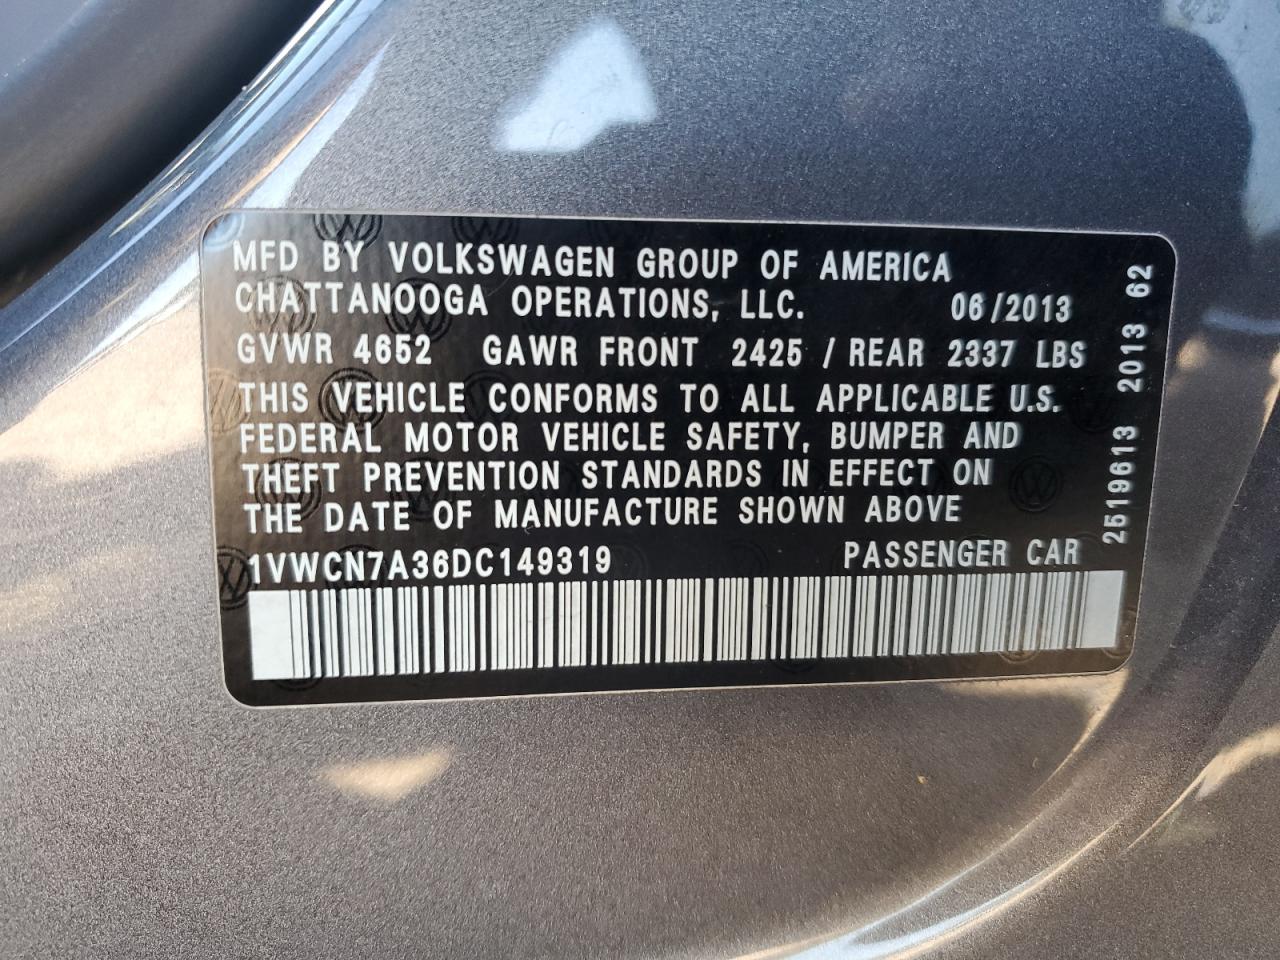 MFD BY VOLKSWAGEN GROUP OF AMERICA
CHATTANOOGA OPERATIONS, LLC. 06/2013
GVWR 4652 GAWR FRONT 2425 / REAR 2337 LBS
THIS VEHICLE CONFORMS TO ALL APPLICABLE U.S.
FEDERAL MOTOR VEHICLE SAFETY, BUMPER AND
THEFT PREVENTION STANDARDS IN EFFECT ON
THE DATE OF MANUFACTURE SHOWN ABOVE
1VWCN7A36DC149319 PASSENGER CAR
2519613 2013 62